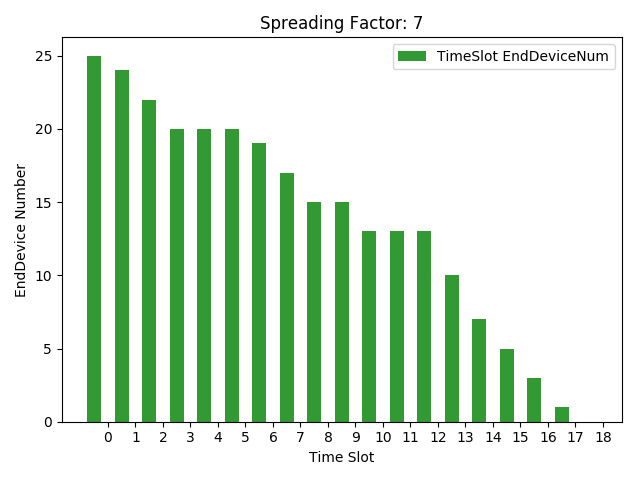 Spreading Factor: 7
TimeSlot EndDeviceNum
25
20
15
10
5
0
EndDevice Number
0 1 2 3 4 5 6 7 8 9 10 11 12 13 14 15 16 17 18
Time Slot